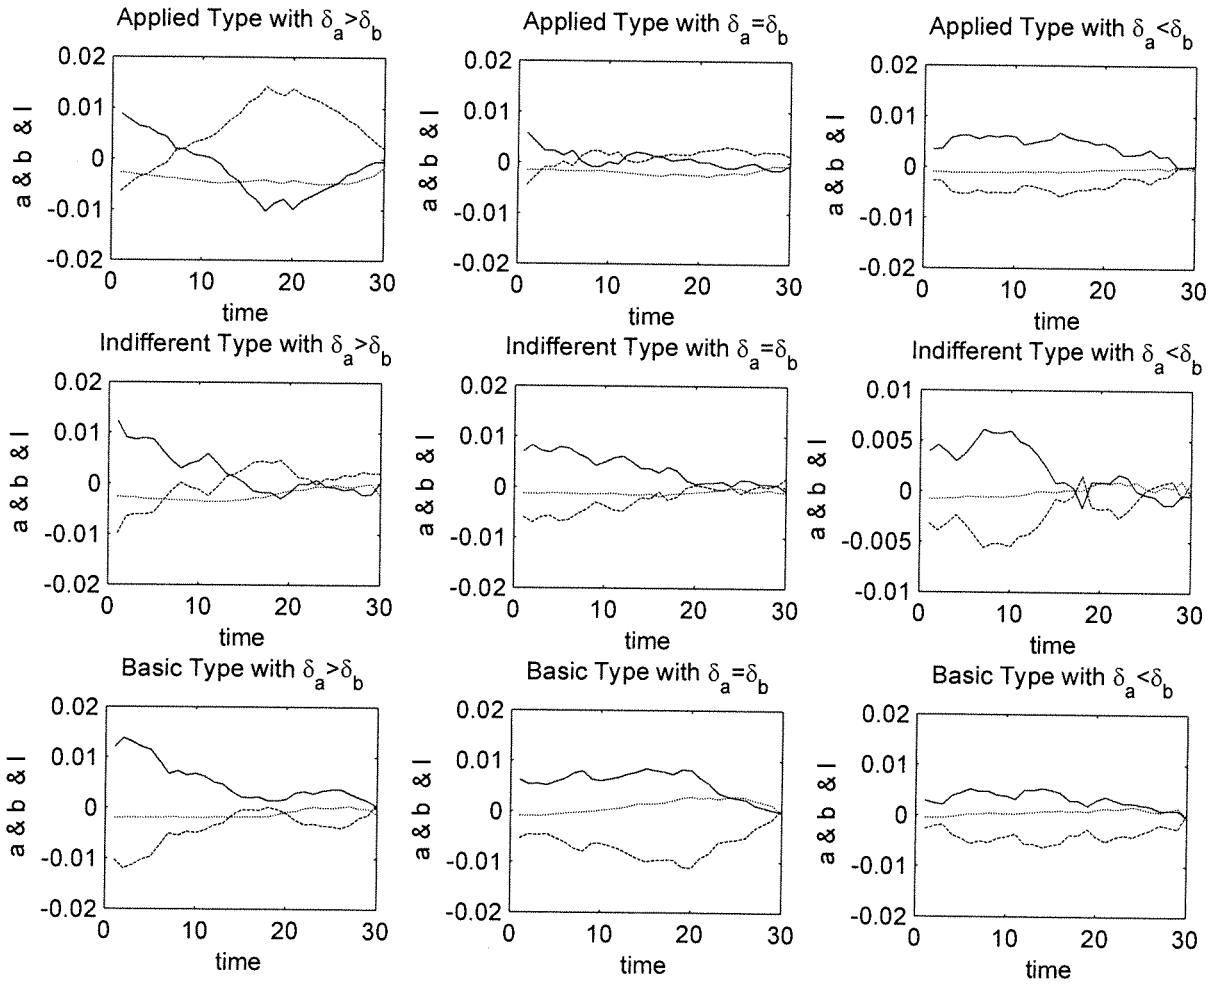 Applied Type with δa>δb
0.02
0.01
0
-0.01
-0.02
a & b & l
0 10 20 30
time
Applied Type with δa=δb
0.02
0.01
0
-0.01
-0.02
a & b & l
0 10 20 30
time
Applied Type with δa<δb
0.02
0.01
0
-0.01
-0.02
a & b & l
0 10 20 30
time
Indifferent Type with δa>δb
0.02
0.01
0
-0.01
-0.02
a & b & l
0 10 20 30
time
Indifferent Type with δa=δb
0.02
0.01
0
-0.01
-0.02
a & b & l
0 10 20 30
time
Indifferent Type with δa<δb
0.01
0.005
0
-0.005
-0.01
a & b & l
0 10 20 30
time
Basic Type with δa>δb
0.02
0.01
0
-0.01
-0.02
a & b & l
0 10 20 30
time
Basic Type with δa=δb
0.02
0.01
0
-0.01
-0.02
a & b & l
0 10 20 30
time
Basic Type with δa<δb
0.02
0.01
0
-0.01
-0.02
a & b & l
0 10 20 30
time